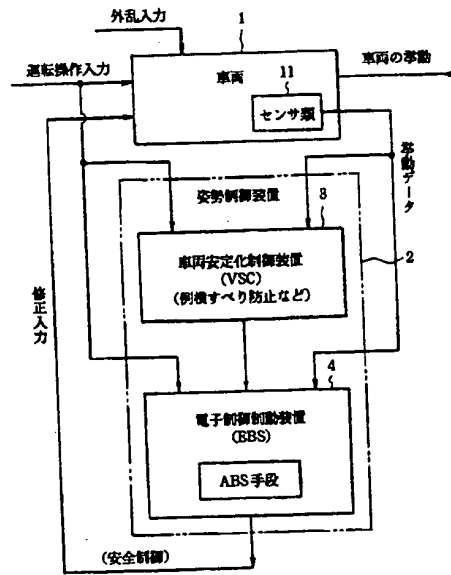 外乱入力
1
運転操作入力
車両
11
センサ類
車両の挙動
挙動データ
姿勢制御装置
3
2
車両安定化制御装置
(VSC)
(例横すべり防止など)
修正入力
4
電子制御制動装置
(EBS)
ABS手段
(安全制御)